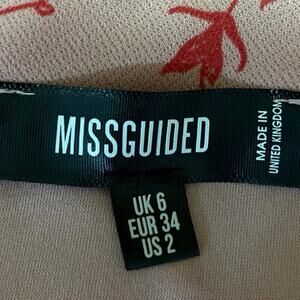 MISSGUIDED
MADE IN
UNITED KINGDOM
UK 6
EUR 34
US 2